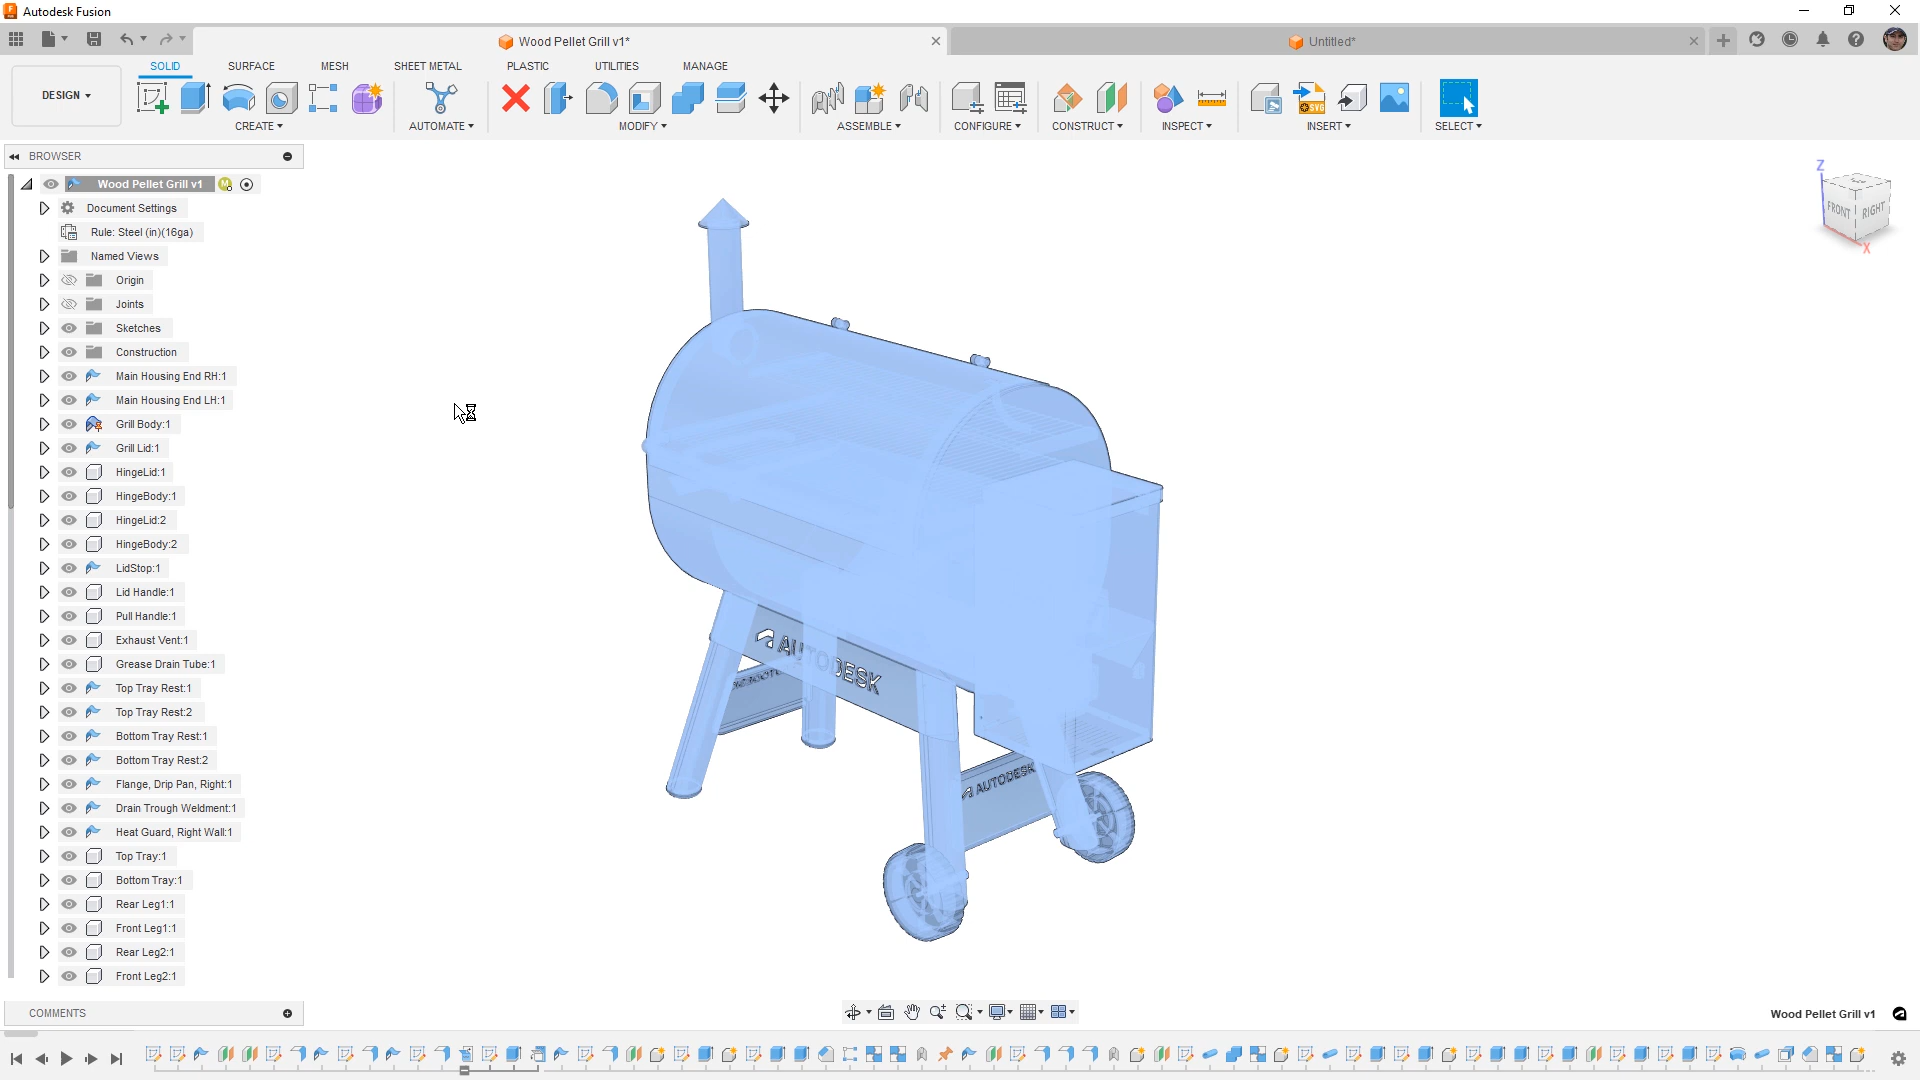 Autodesk Fusion
Wood Pellet Grill v1*
Untitled*
DESIGN
SOLID SURFACE MESH SHEET METAL PLASTIC UTILITIES MANAGE
CREATE AUTOMATE MODIFY ASSEMBLE CONFIGURE CONSTRUCT INSPECT INSERT SELECT
BROWSER
Wood Pellet Grill v1
Document Settings
Rule: Steel (in)(16ga)
Named Views
Origin
Joints
Sketches
Construction
Main Housing End RH:1
Main Housing End LH:1
Grill Body:1
Grill Lid:1
HingeLid:1
HingeBody:1
HingeLid:2
HingeBody:2
LidStop:1
Lid Handle:1
Pull Handle:1
Exhaust Vent:1
Grease Drain Tube:1
Top Tray Rest:1
Top Tray Rest:2
Bottom Tray Rest:1
Bottom Tray Rest:2
Flange, Drip Pan, Right:1
Drain Trough Weldment:1
Heat Guard, Right Wall:1
Top Tray:1
Bottom Tray:1
Rear Leg1:1
Front Leg1:1
Rear Leg2:1
Front Leg2:1
COMMENTS
AUTODESK
AUTODESK
Z
FRONT RIGHT
X
Wood Pellet Grill v1